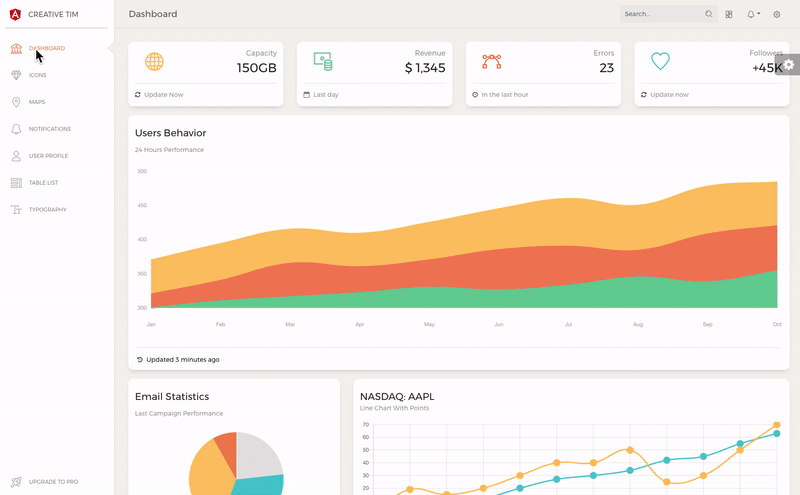 CREATIVE TIM
Dashboard
Search...
DASHBOARD
ICONS
MAPS
NOTIFICATIONS
USER PROFILE
TABLE LIST
TYPOGRAPHY
UPGRADE TO PRO
Capacity
150GB
Update Now
Revenue
$ 1,345
Last day
Errors
23
In the last hour
Followers
+45K
Update now
Users Behavior
24 Hours Performance
500
450
400
350
300
Jan Feb Mar Apr May Jun Jul Aug Sep Oct
Updated 3 minutes ago
Email Statistics
Last Campaign Performance
NASDAQ: AAPL
Line Chart With Points
70
60
50
40
30
20